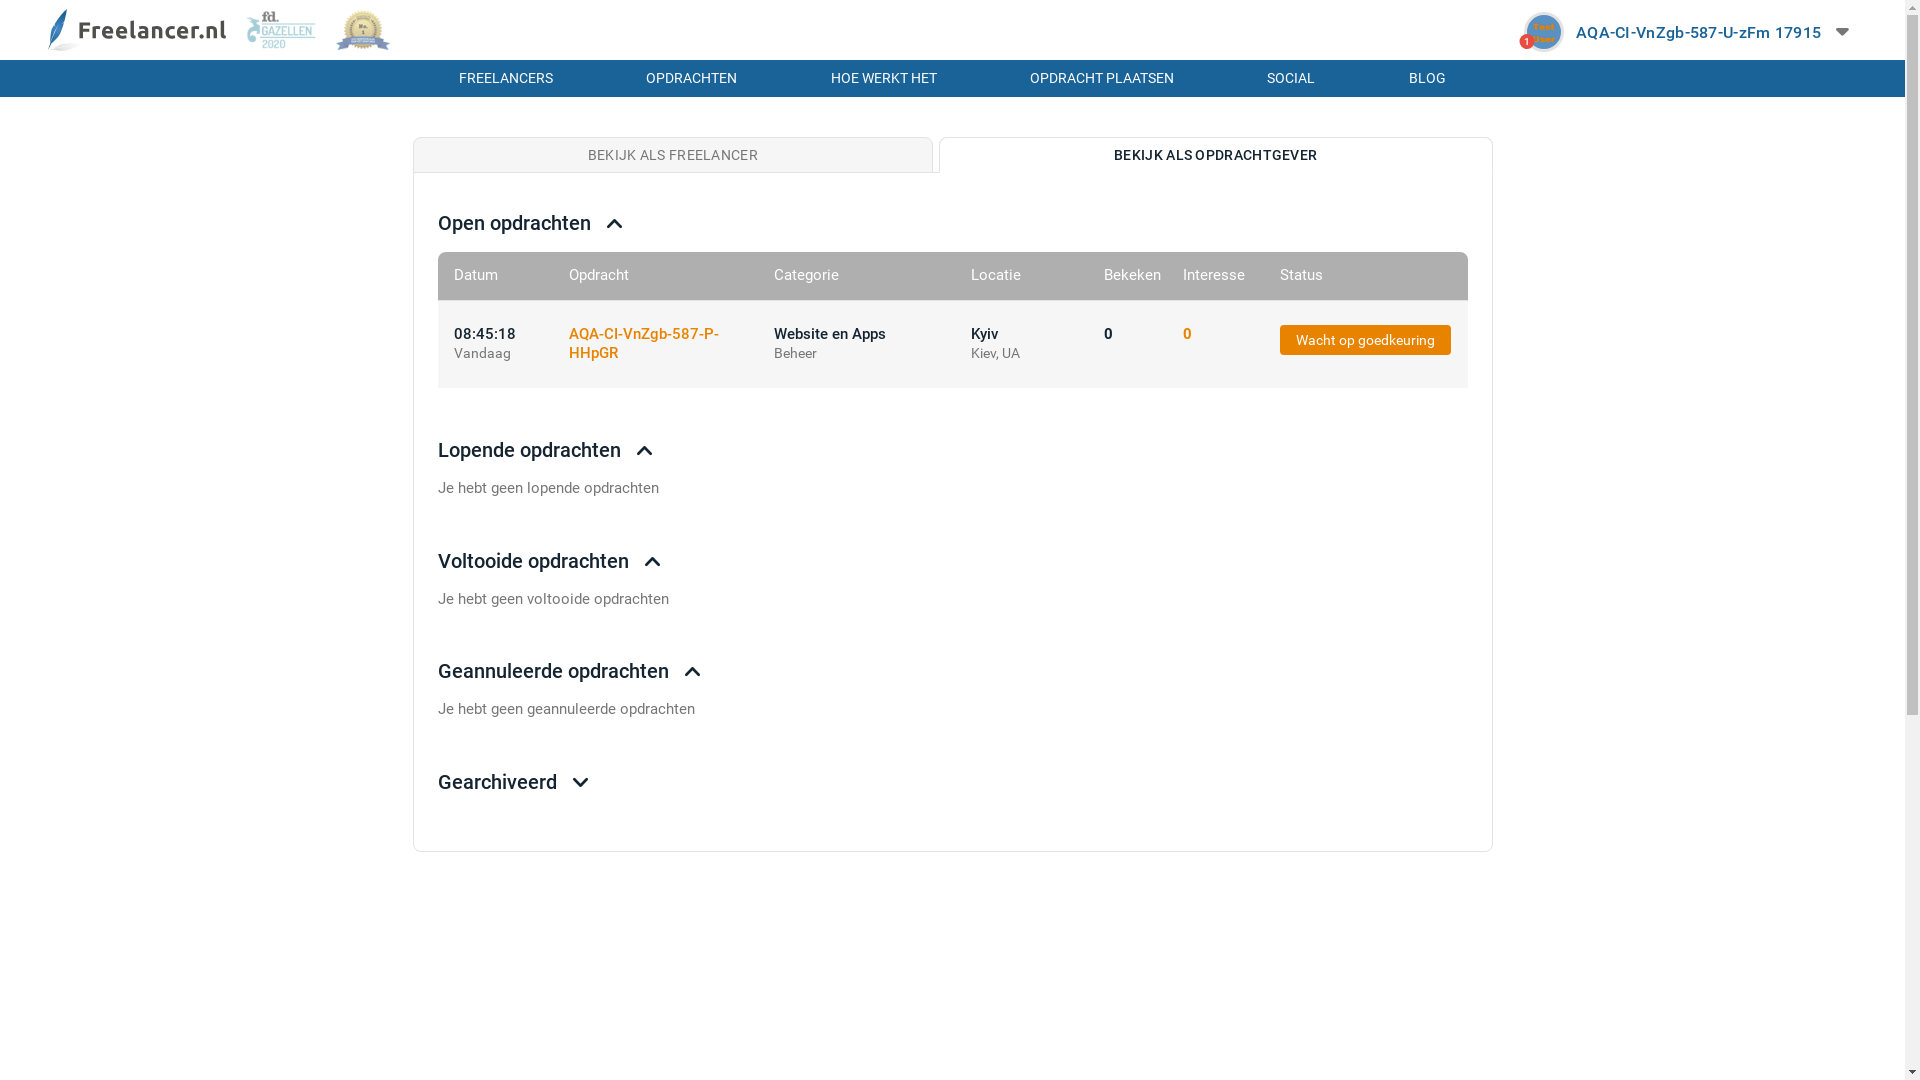 Freelancer.nl
fd.
GAZELLEN
2020
1
AQA-CI-VnZgb-587-U-zFm 17915
FREELANCERS OPDRACHTEN HOE WERKT HET OPDRACHT PLAATSEN SOCIAL BLOG
BEKIJK ALS FREELANCER BEKIJK ALS OPDRACHTGEVER
Open opdrachten
Datum Opdracht Categorie Locatie Bekeken Interesse Status
08:45:18 AQA-CI-VnZgb-587-P- Website en Apps Kyiv 0 0 Wacht op goedkeuring
Vandaag HHpGR Beheer Kiev, UA
Lopende opdrachten
Je hebt geen lopende opdrachten
Voltooide opdrachten
Je hebt geen voltooide opdrachten
Geannuleerde opdrachten
Je hebt geen geannuleerde opdrachten
Gearchiveerd